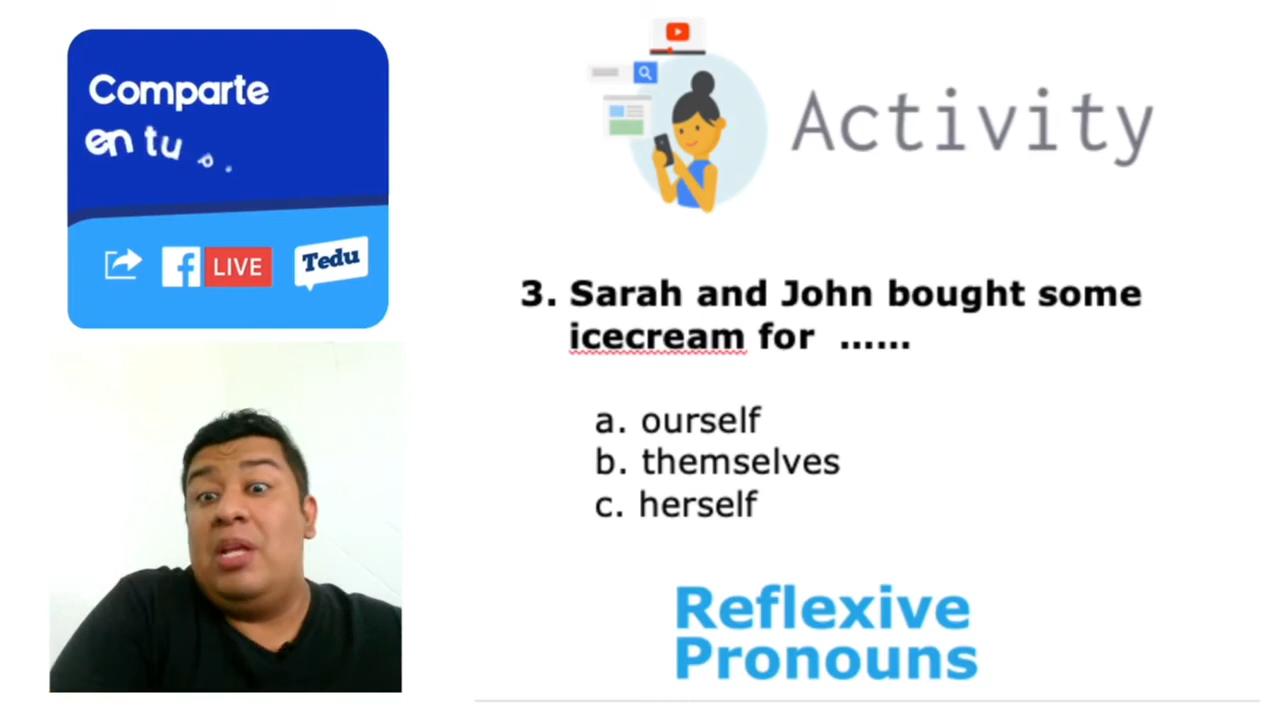 Comparte
en tu
LIVE
Tedu
Activity
3. Sarah and John bought some
icecream for ......
a. ourself
b. themselves
c. herself
Reflexive
Pronouns